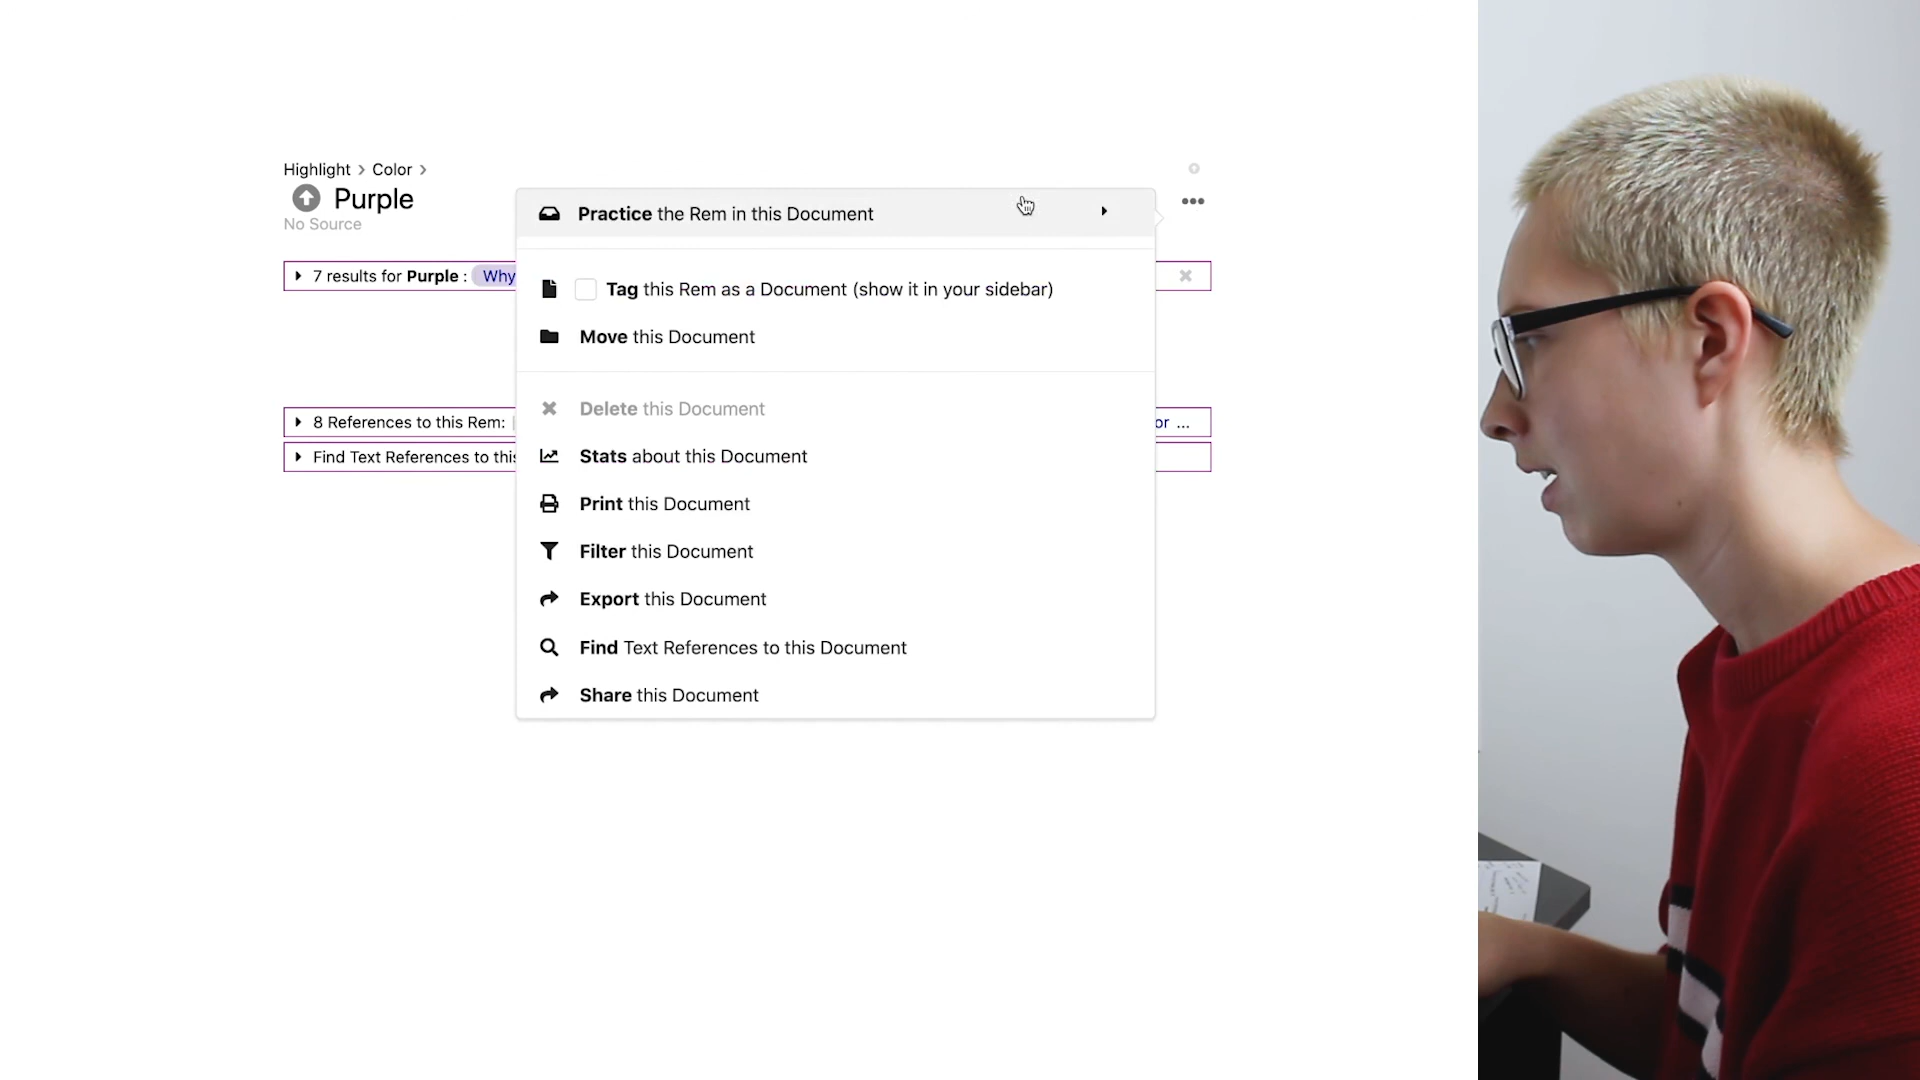 Highlight > Color >
Purple
No Source
Practice the Rem in this Document
7 results for Purple : Why
Tag this Rem as a Document (show it in your sidebar)
Move this Document
Delete this Document
8 References to this Rem:
or ...
Stats about this Document
Find Text References to this
Print this Document
Filter this Document
Export this Document
Find Text References to this Document
Share this Document